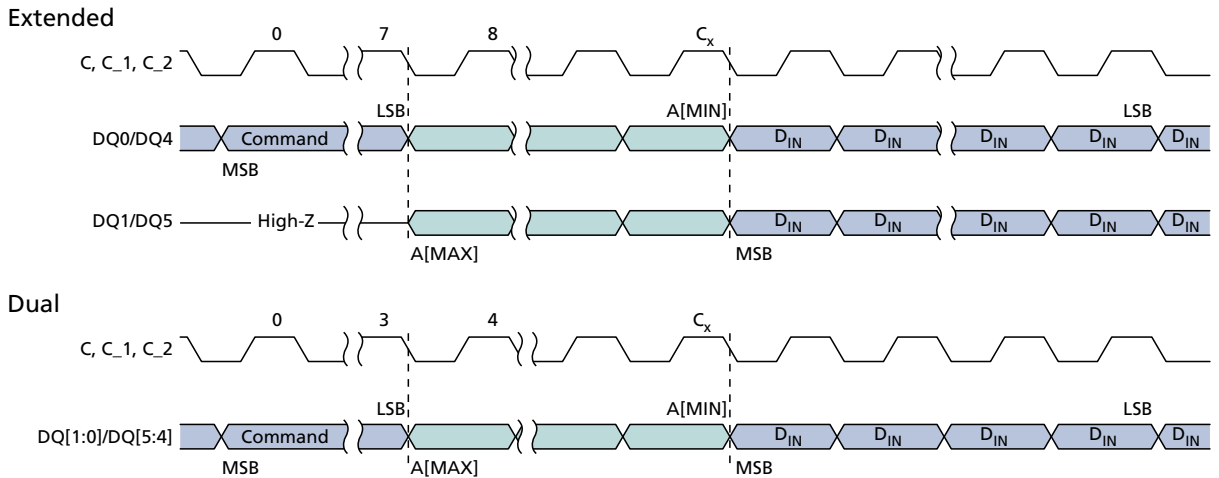 Extended
0 7 8 Cx
C, C_1, C_2
LSB A[MIN] LSB
DQ0/DQ4 Command DIN DIN DIN DIN DIN
MSB
DQ1/DQ5 High-Z DIN DIN DIN DIN DIN
A[MAX] MSB
Dual
0 3 4 Cx
C, C_1, C_2
LSB A[MIN] LSB
DQ[1:0]/DQ[5:4] Command DIN DIN DIN DIN DIN
MSB A[MAX] MSB